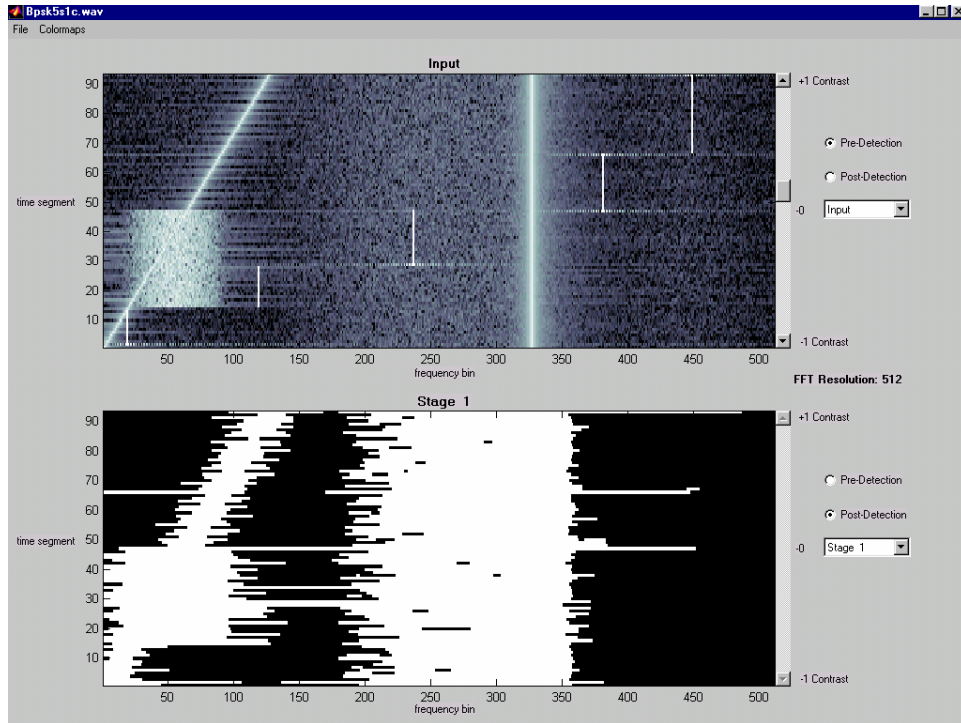 Bpsk5s1c.wav
File Colormaps
Input
90
80
70
60
50
40
30
20
10
time segment
50 100 150 200 250 300 350 400 450 500
frequency bin
+1 Contrast
Pre-Detection
Post-Detection
-0 Input
-1 Contrast
FFT Resolution: 512
Stage 1
90
80
70
60
50
40
30
20
10
time segment
50 100 150 200 250 300 350 400 450 500
frequency bin
+1 Contrast
Pre-Detection
Post-Detection
-0 Stage 1
-1 Contrast